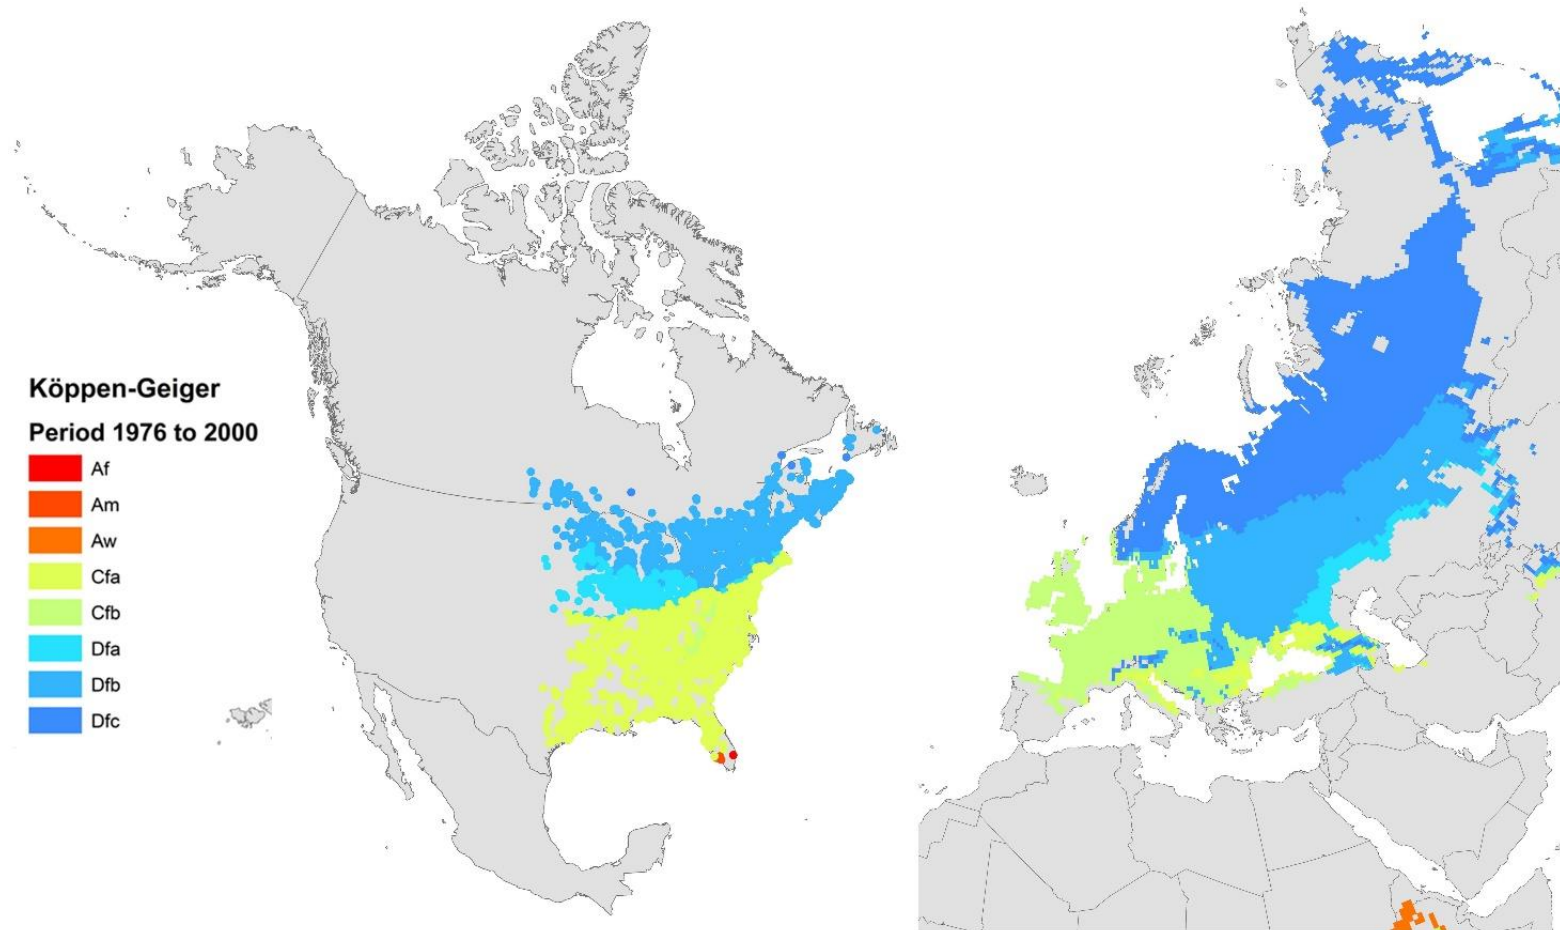 Köppen-Geiger
Period 1976 to 2000
Af
Am
Aw
Cfa
Cfb
Dfa
Dfb
Dfc